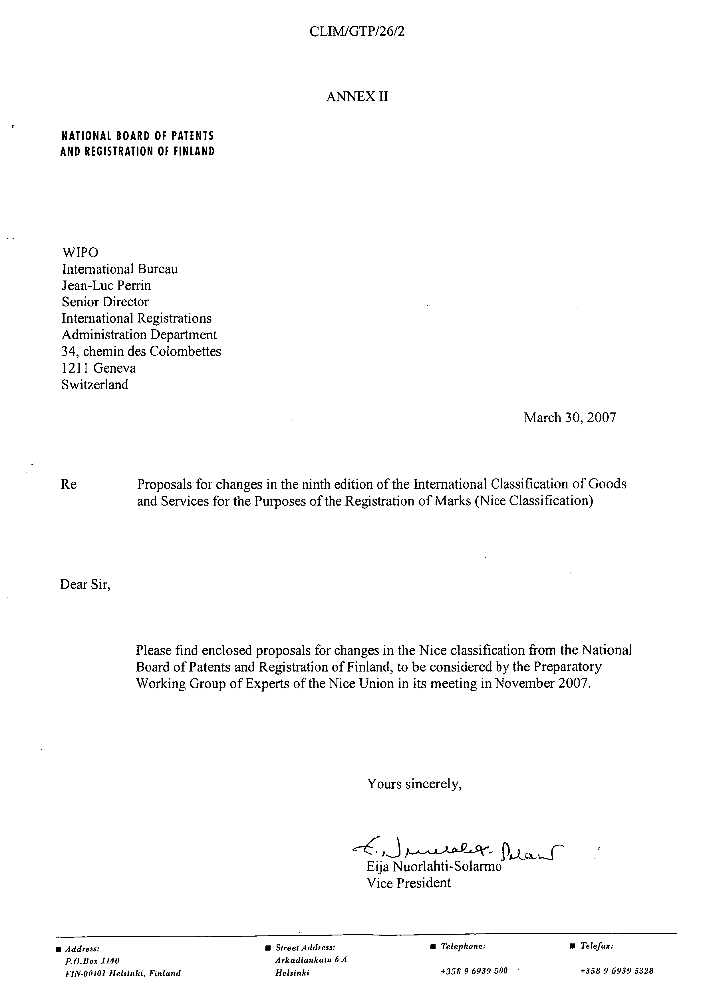 CLIM/GTP/26/2
ANNEX II
NATIONAL BOARD OF PATENTS
AND REGISTRATION OF FINLAND
WIPO
International Bureau
Jean-Luc Perrin
Senior Director
International Registrations
Administration Department
34, chemin des Colombettes
1211 Geneva
Switzerland
March 30, 2007
Re Proposals for changes in the ninth edition of the International Classification of Goods
and Services for the Purposes of the Registration of Marks (Nice Classification)
Dear Sir,
Please find enclosed proposals for changes in the Nice classification from the National
Board of Patents and Registration of Finland, to be considered by the Preparatory
Working Group of Experts of the Nice Union in its meeting in November 2007.
Yours sincerely,
Eija Nuorlahti-Solarmo
Vice President
Address: Street Address: Telephone: Telefax:
P.O.Box 1140 Arkadiankatu 6 A
FIN-00101 Helsinki, Finland Helsinki +358 9 6939 500 +358 9 6939 5328